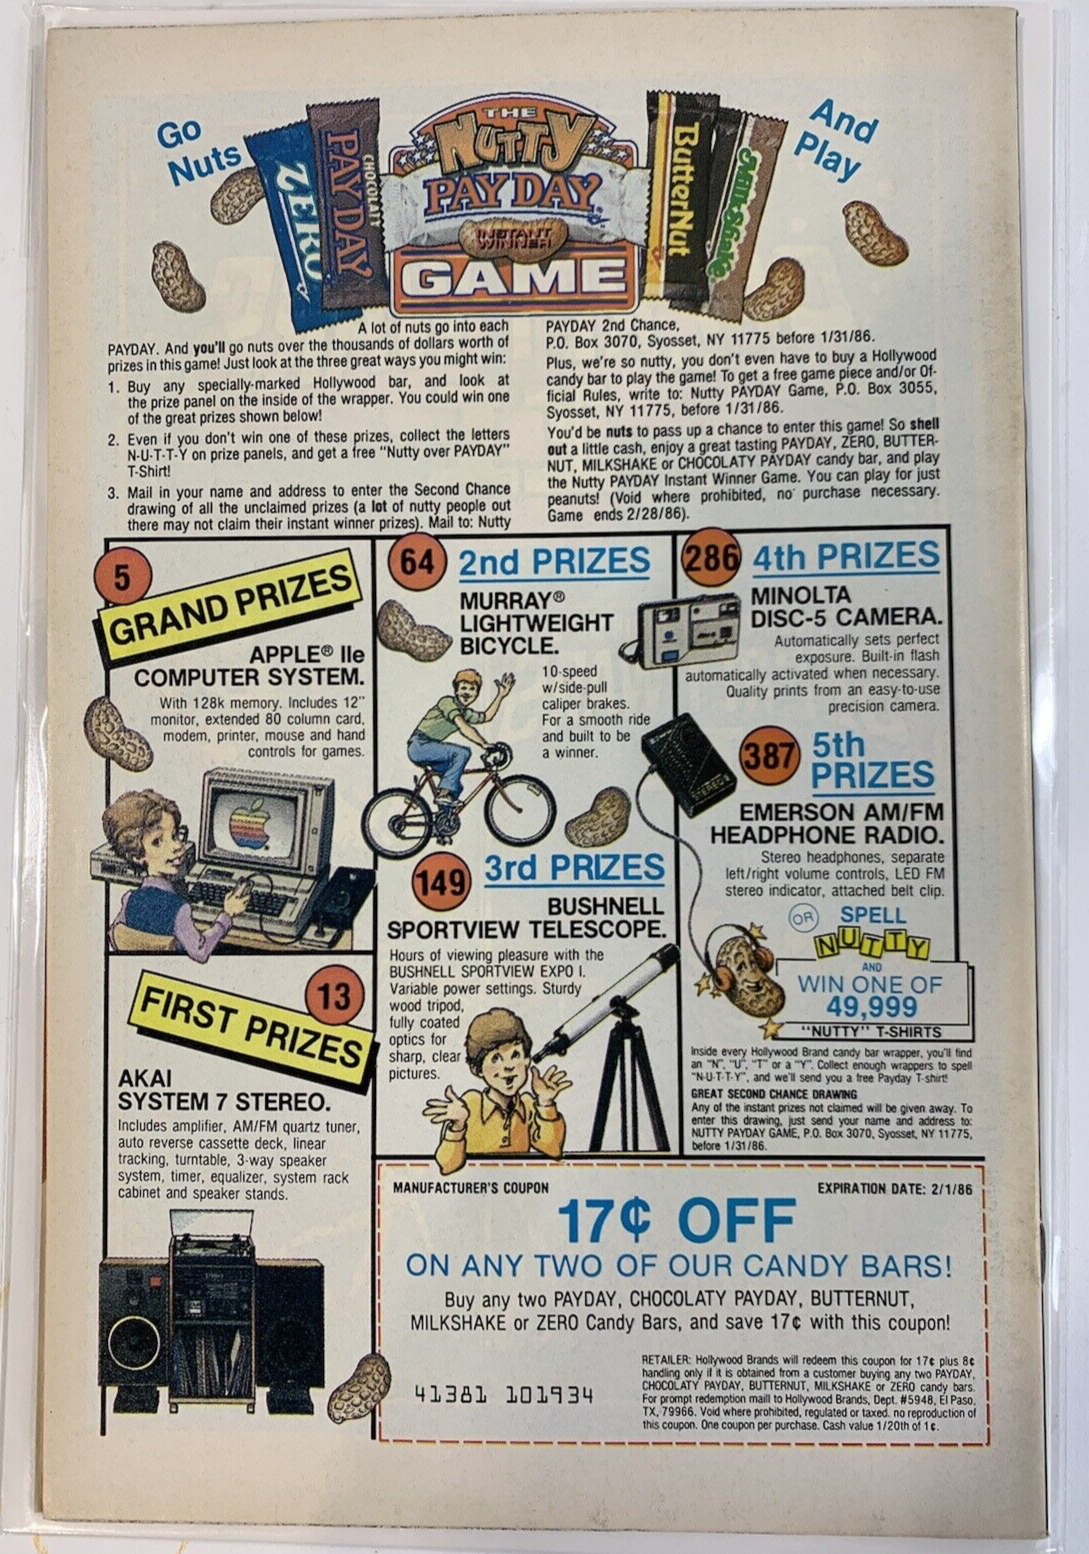 Go
Nuts
And
Play
ZERO
CHOCOLATY
PAYDAY
THE
NUTTY
PAYDAY®
INSTANT
WINNER
GAME
ButterNut
Milk-Shake
A lot of nuts go into each
PAYDAY. And you'll go nuts over the thousands of dollars worth of
prizes in this game! Just look at the three great ways you might win:
1. Buy any specially-marked Hollywood bar, and look at
the prize panel on the inside of the wrapper. You could win one
of the great prizes shown below!
2. Even if you don't win one of these prizes, collect the letters
N-U-T-T-Y on prize panels, and get a free "Nutty over PAYDAY"
T-Shirt!
3. Mail in your name and address to enter the Second Chance
drawing of all the unclaimed prizes (a lot of nutty people out
there may not claim their instant winner prizes). Mail to: Nutty
PAYDAY 2nd Chance,
P.O. Box 3070, Syosset, NY 11775 before 1/31/86.
Plus, we're so nutty, you don't even have to buy a Hollywood
candy bar to play the game! To get a free game piece and/or Of-
ficial Rules, write to: Nutty PAYDAY Game, P.O. Box 3055,
Syosset, NY 11775, before 1/31/86.
You'd be nuts to pass up a chance to enter this game! So shell
out a little cash, enjoy a great tasting PAYDAY, ZERO, BUTTER-
NUT, MILKSHAKE or CHOCOLATY PAYDAY candy bar, and play
the Nutty PAYDAY Instant Winner Game. You can play for just
peanuts! (Void where prohibited, no purchase necessary.
Game ends 2/28/86).
5
GRAND PRIZES
APPLE® IIe
COMPUTER SYSTEM.
With 128k memory. Includes 12"
monitor, extended 80 column card,
modem, printer, mouse and hand
controls for games.
13
FIRST PRIZES
AKAI
SYSTEM 7 STEREO.
Includes amplifier, AM/FM quartz tuner,
auto reverse cassette deck, linear
tracking, turntable, 3-way speaker
system, timer, equalizer, system rack
cabinet and speaker stands.
64
2nd PRIZES
MURRAY®
LIGHTWEIGHT
BICYCLE.
10-speed
w/side-pull
caliper brakes.
For a smooth ride
and built to be
a winner.
149
3rd PRIZES
BUSHNELL
SPORTVIEW TELESCOPE.
Hours of viewing pleasure with the
BUSHNELL SPORTVIEW EXPO I.
Variable power settings. Sturdy
wood tripod,
fully coated
optics for
sharp, clear
pictures.
286
4th PRIZES
MINOLTA
DISC-5 CAMERA.
Automatically sets perfect
exposure. Built-in flash
automatically activated when necessary.
Quality prints from an easy-to-use
precision camera.
387
5th
PRIZES
STEREO
EMERSON AM/FM
HEADPHONE RADIO.
Stereo headphones, separate
left/right volume controls, LED FM
stereo indicator, attached belt clip.
OR
SPELL
NUTTY
AND
WIN ONE OF
49,999
"NUTTY" T-SHIRTS
Inside every Hollywood Brand candy bar wrapper, you'll find
an "N", "U", "T" or a "Y". Collect enough wrappers to spell
"N-U-T-T-Y", and we'll send you a free Payday T-shirt!
GREAT SECOND CHANCE DRAWING
Any of the instant prizes not claimed will be given away. To
enter this drawing, just send your name and address to:
NUTTY PAYDAY GAME, P.O. Box 3070, Syosset, NY 11775,
before 1/31/86.
MANUFACTURER'S COUPON
EXPIRATION DATE: 2/1/86
17¢ OFF
ON ANY TWO OF OUR CANDY BARS!
Buy any two PAYDAY, CHOCOLATY PAYDAY, BUTTERNUT,
MILKSHAKE or ZERO Candy Bars, and save 17¢ with this coupon!
41381 101934
RETAILER: Hollywood Brands will redeem this coupon for 17¢ plus 8¢
handling only if it is obtained from a customer buying any two PAYDAY,
CHOCOLATY PAYDAY, BUTTERNUT, MILKSHAKE or ZERO candy bars.
For prompt redemption maill to Hollywood Brands, Dept. #5948, El Paso,
TX, 79966. Void where prohibited, regulated or taxed. no reproduction of
this coupon. One coupon per purchase. Cash value 1/20th of 1¢.